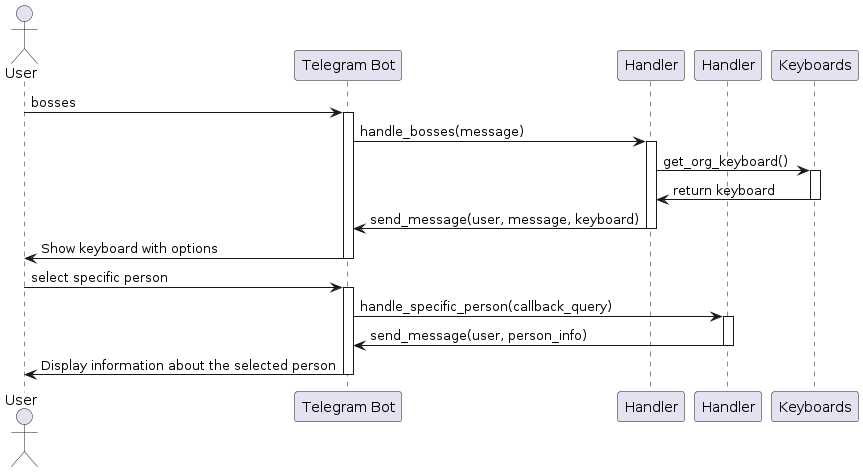 User
Telegram Bot
Handler
Handler
Keyboards
bosses
handle_bosses(message)
get_org_keyboard()
return keyboard
send_message(user, message, keyboard)
Show keyboard with options
select specific person
handle_specific_person(callback_query)
send_message(user, person_info)
Display information about the selected person
User
Telegram Bot
Handler
Handler
Keyboards